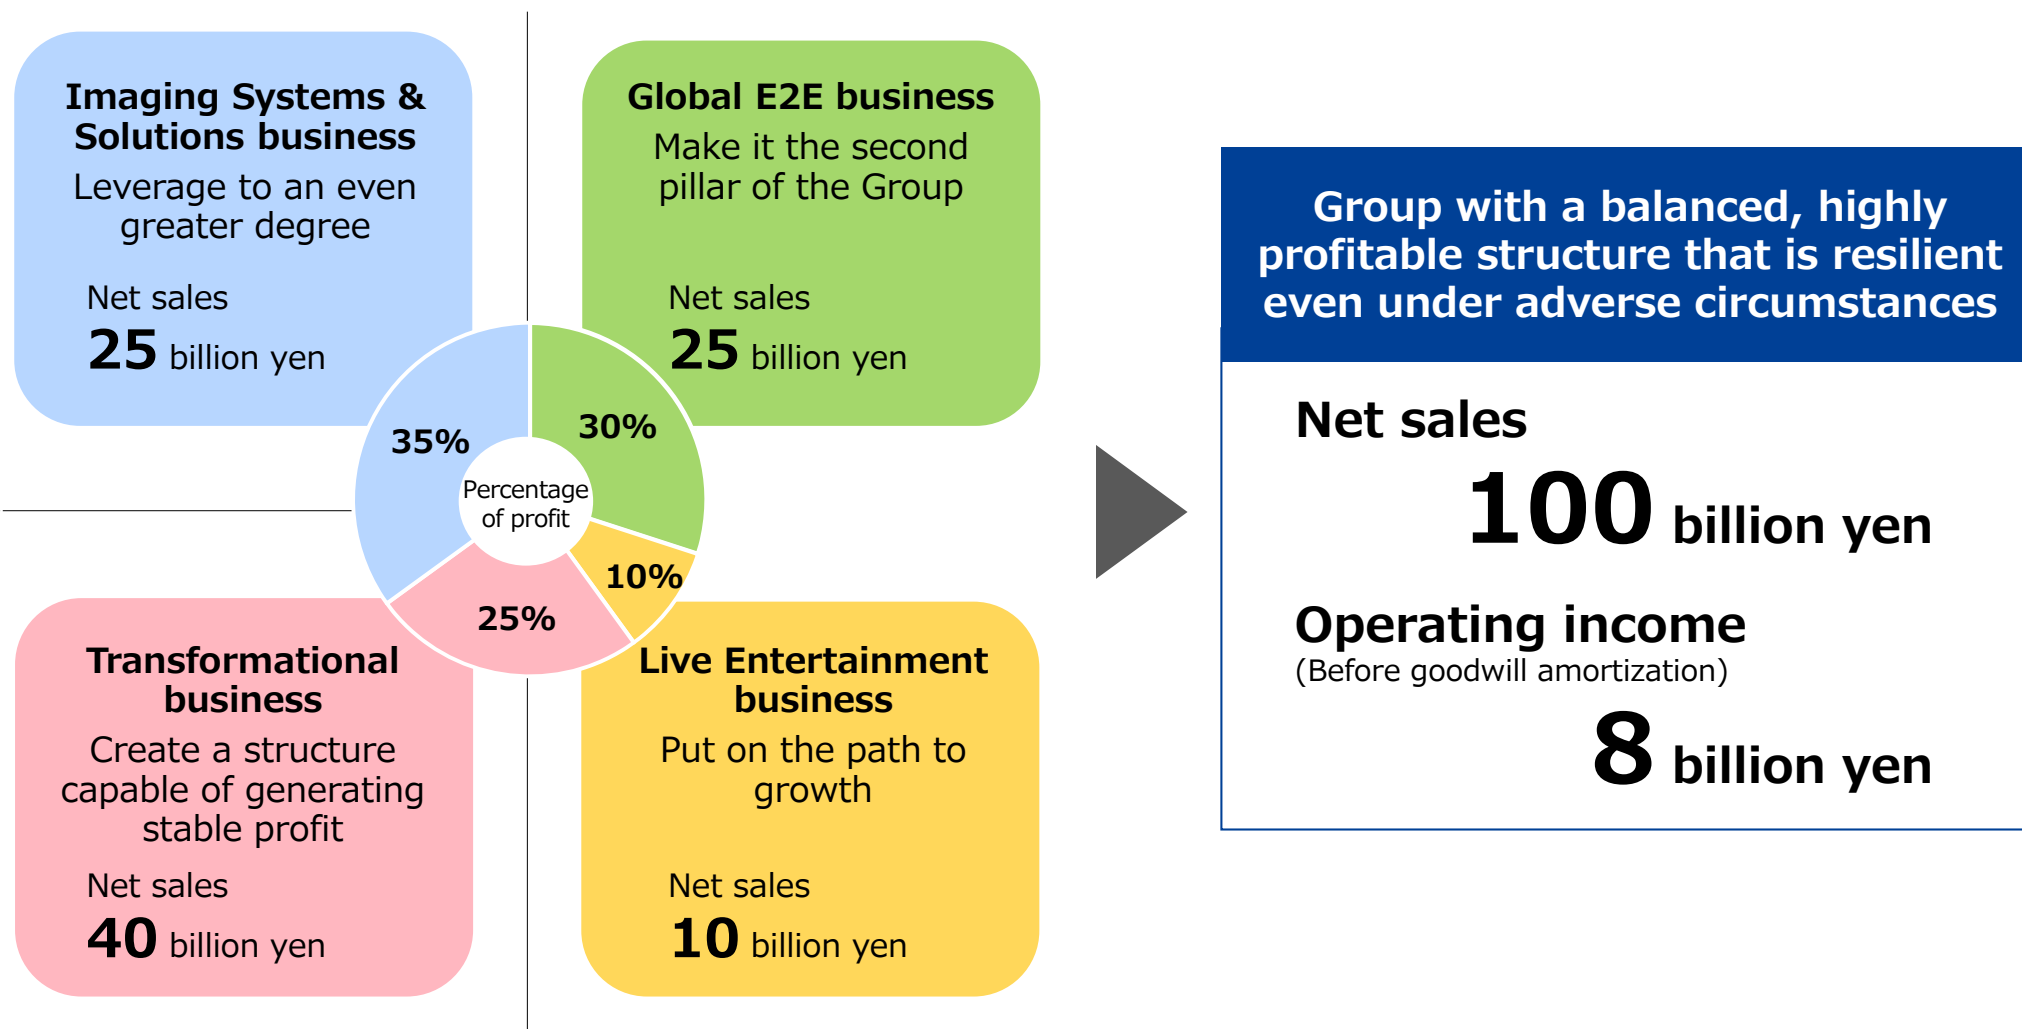 Imaging Systems &
Solutions business
Leverage to an even
greater degree
Net sales
25 billion yen
Global E2E business
Make it the second
pillar of the Group
Net sales
25 billion yen
35%
30%
Percentage
of profit
10%
25%
Transformational
business
Create a structure
capable of generating
stable profit
Net sales
40 billion yen
Live Entertainment
business
Put on the path to
growth
Net sales
10 billion yen
Group with a balanced, highly
profitable structure that is resilient
even under adverse circumstances
Net sales
100 billion yen
Operating income
(Before goodwill amortization)
8 billion yen